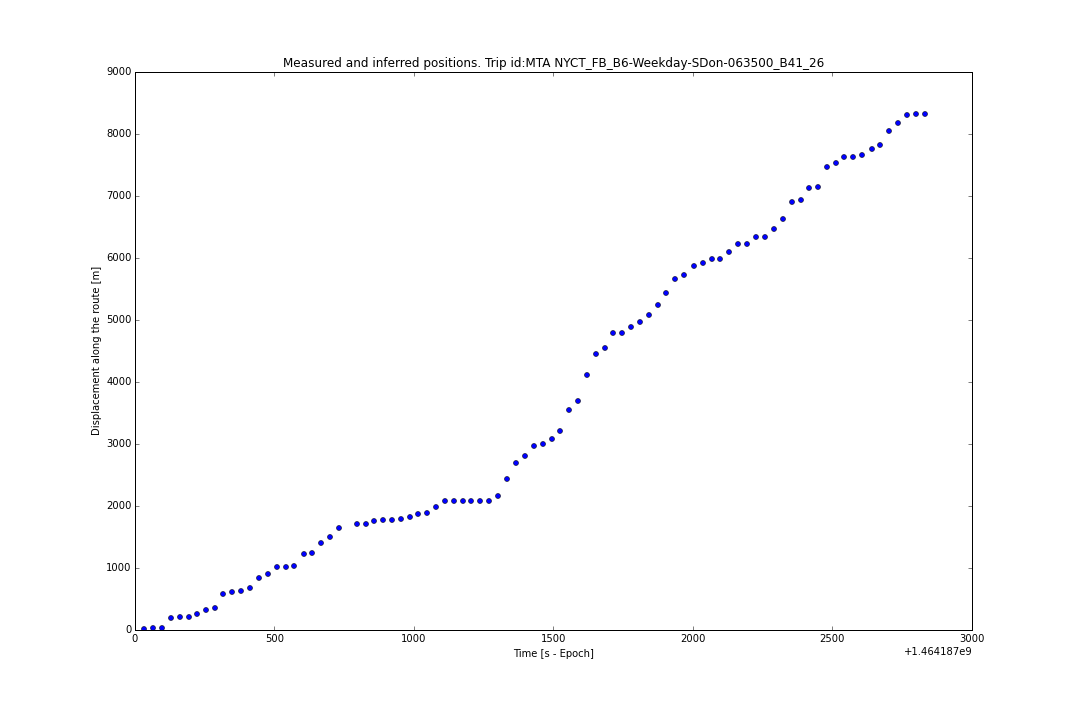 Measured and inferred positions. Trip id:MTA NYCT_FB_B6-Weekday-SDon-063500_B41_26
9000
8000
7000
6000
5000
4000
3000
2000
1000
0
Displacement along the route [m]
0 500 1000 1500 2000 2500 3000
Time [s - Epoch]
+1.464187e9